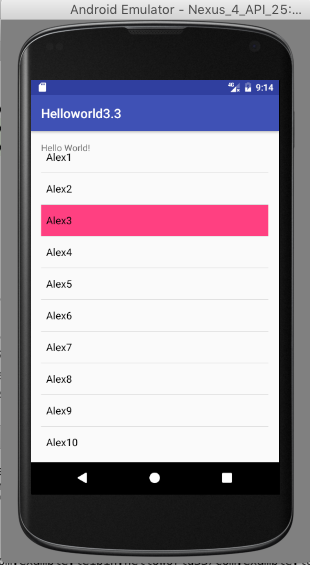 Android Emulator - Nexus_4_API_25:...
9:14
Helloworld3.3
Hello World!
Alex1
Alex2
Alex3
Alex4
Alex5
Alex6
Alex7
Alex8
Alex9
Alex10